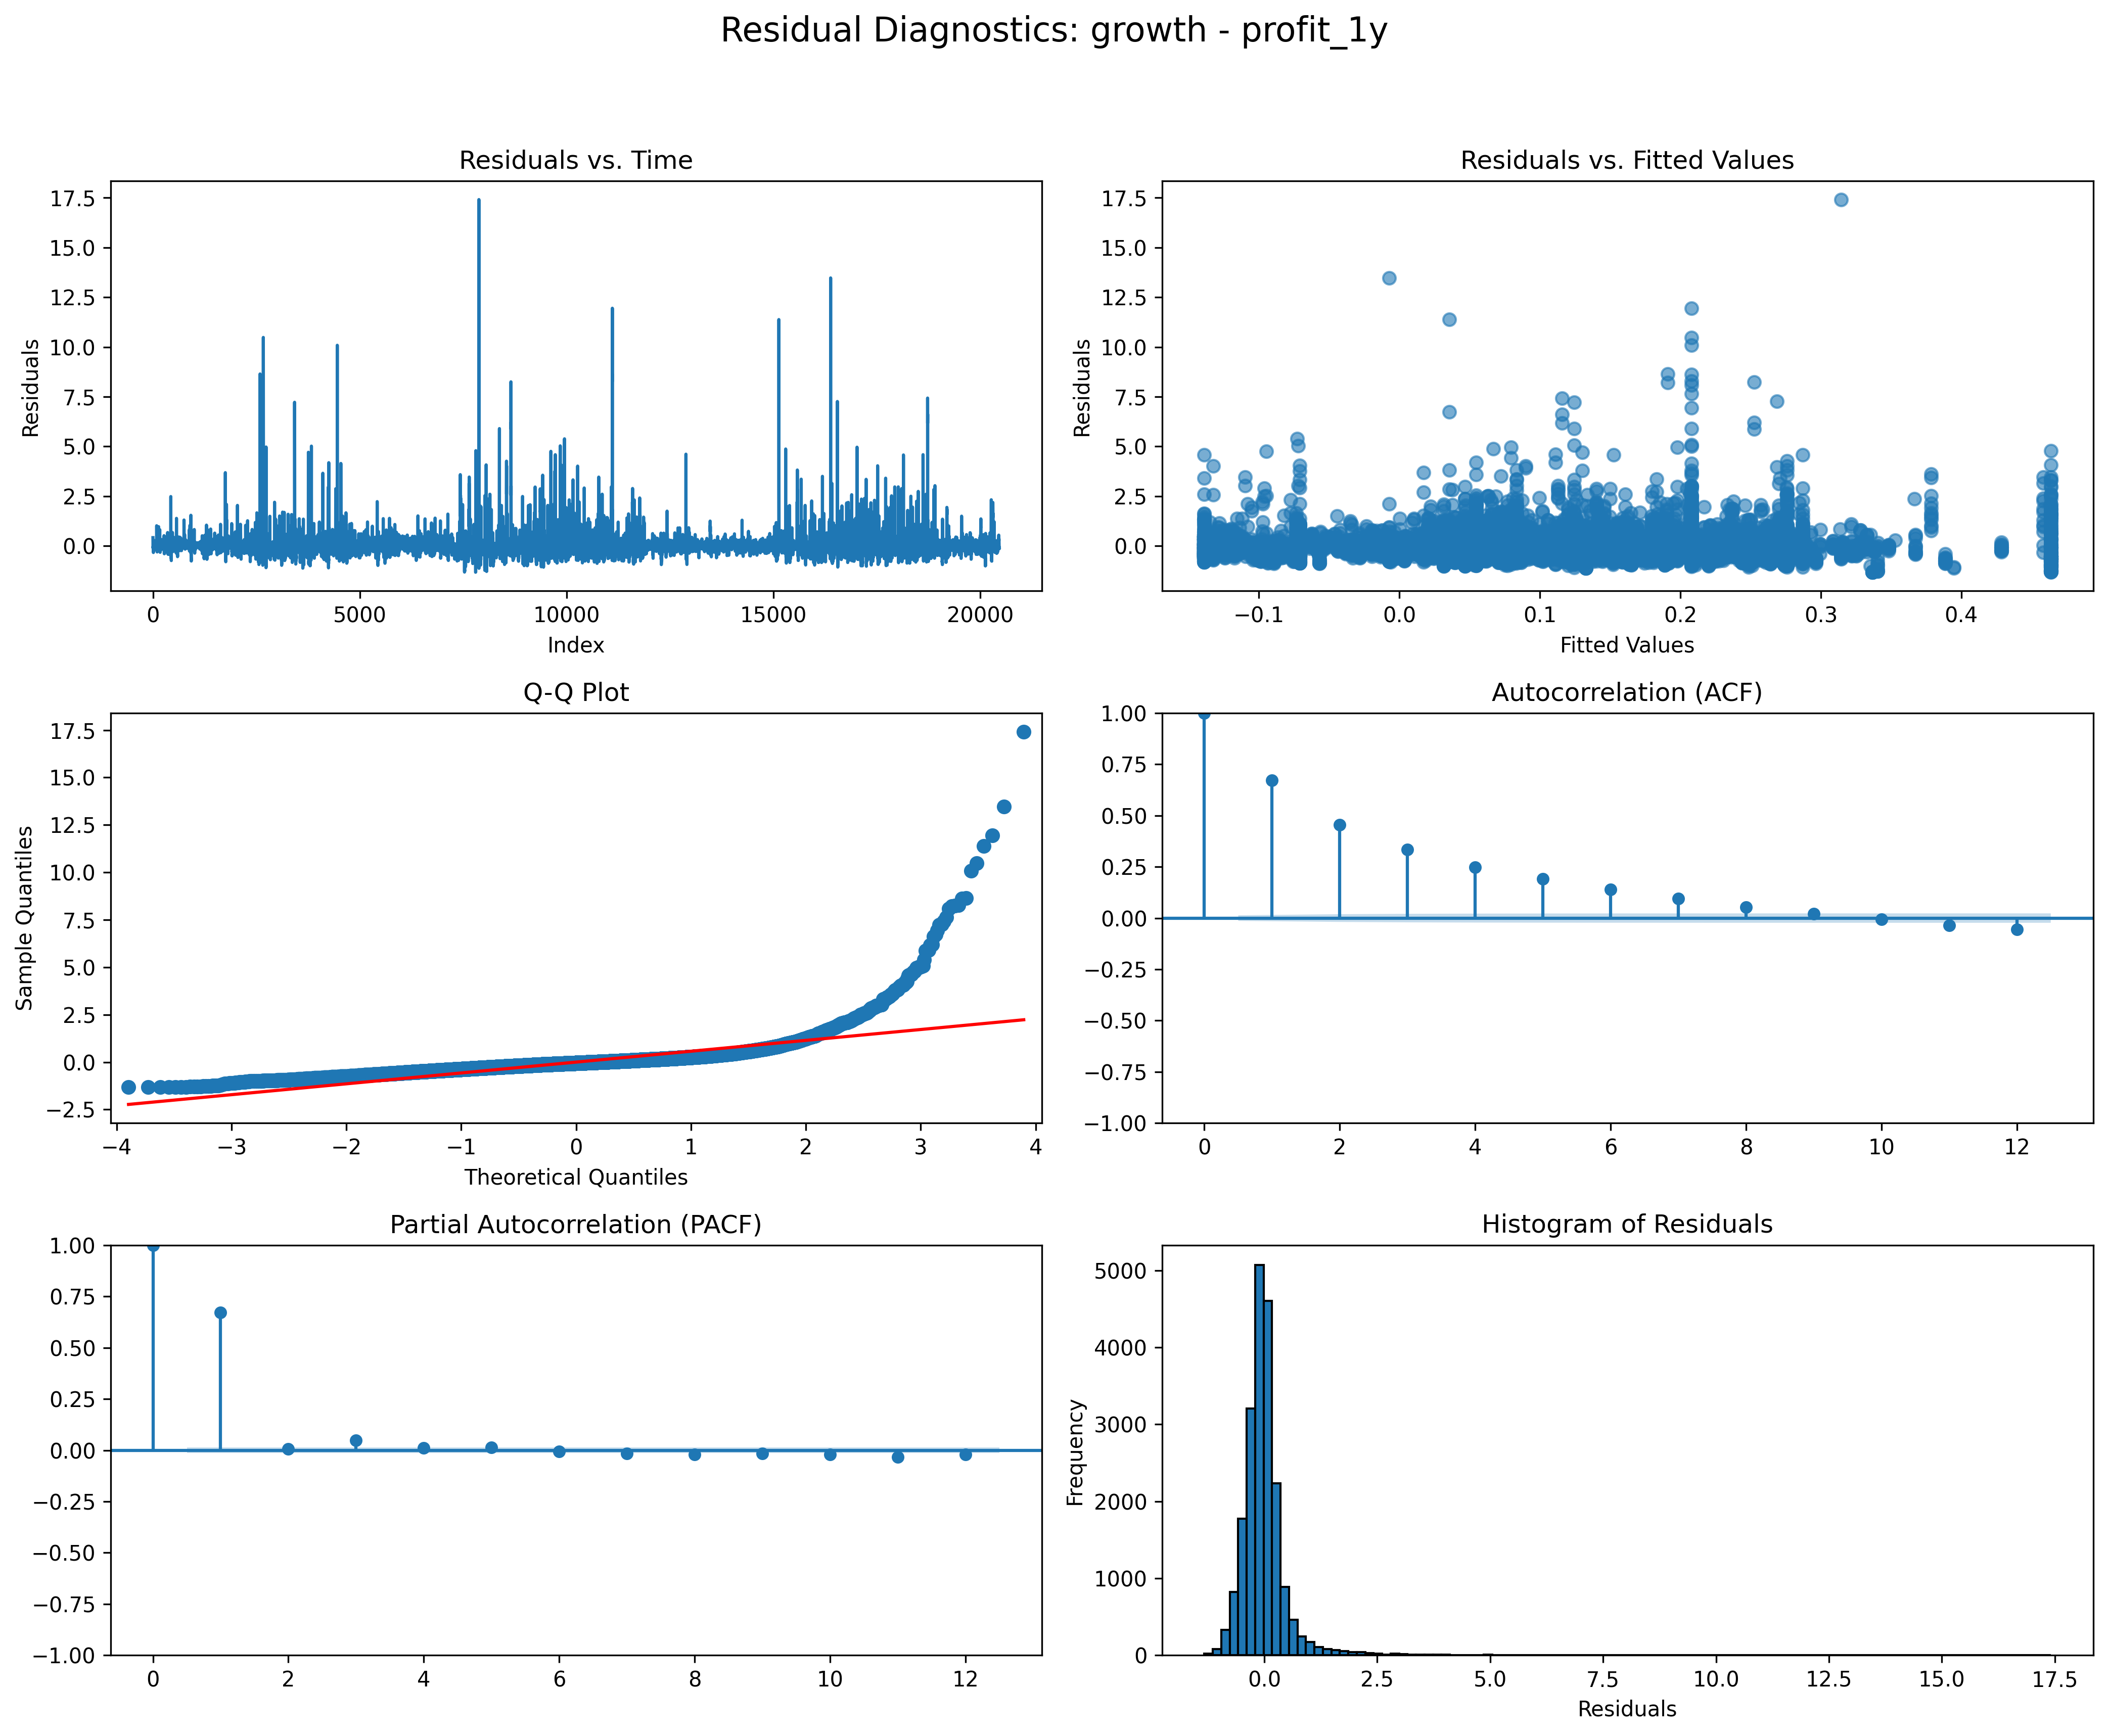 Residual Diagnostics: growth - profit_1y
Residuals vs. Time
17.5
15.0
12.5
10.0
7.5
5.0
2.5
0.0
Residuals
0 5000 10000 15000 20000
Index
Residuals vs. Fitted Values
17.5
15.0
12.5
10.0
7.5
5.0
2.5
0.0
Residuals
−0.1 0.0 0.1 0.2 0.3 0.4
Fitted Values
Q-Q Plot
17.5
15.0
12.5
10.0
7.5
5.0
2.5
0.0
−2.5
Sample Quantiles
−4 −3 −2 −1 0 1 2 3 4
Theoretical Quantiles
Autocorrelation (ACF)
1.00
0.75
0.50
0.25
0.00
−0.25
−0.50
−0.75
−1.00
0 2 4 6 8 10 12
Partial Autocorrelation (PACF)
1.00
0.75
0.50
0.25
0.00
−0.25
−0.50
−0.75
−1.00
0 2 4 6 8 10 12
Histogram of Residuals
5000
4000
3000
2000
1000
0
Frequency
0.0 2.5 5.0 7.5 10.0 12.5 15.0 17.5
Residuals